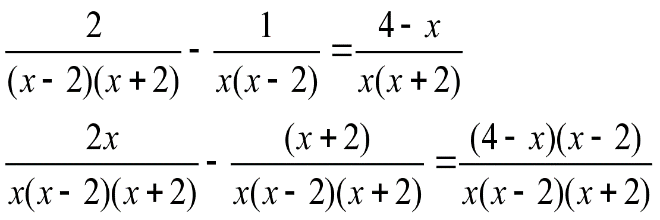 2/((x - 2)(x + 2)) - 1/(x(x - 2)) = (4 - x)/(x(x + 2))
2x/(x(x - 2)(x + 2)) - (x + 2)/(x(x - 2)(x + 2)) = (4 - x)(x - 2)/(x(x - 2)(x + 2))